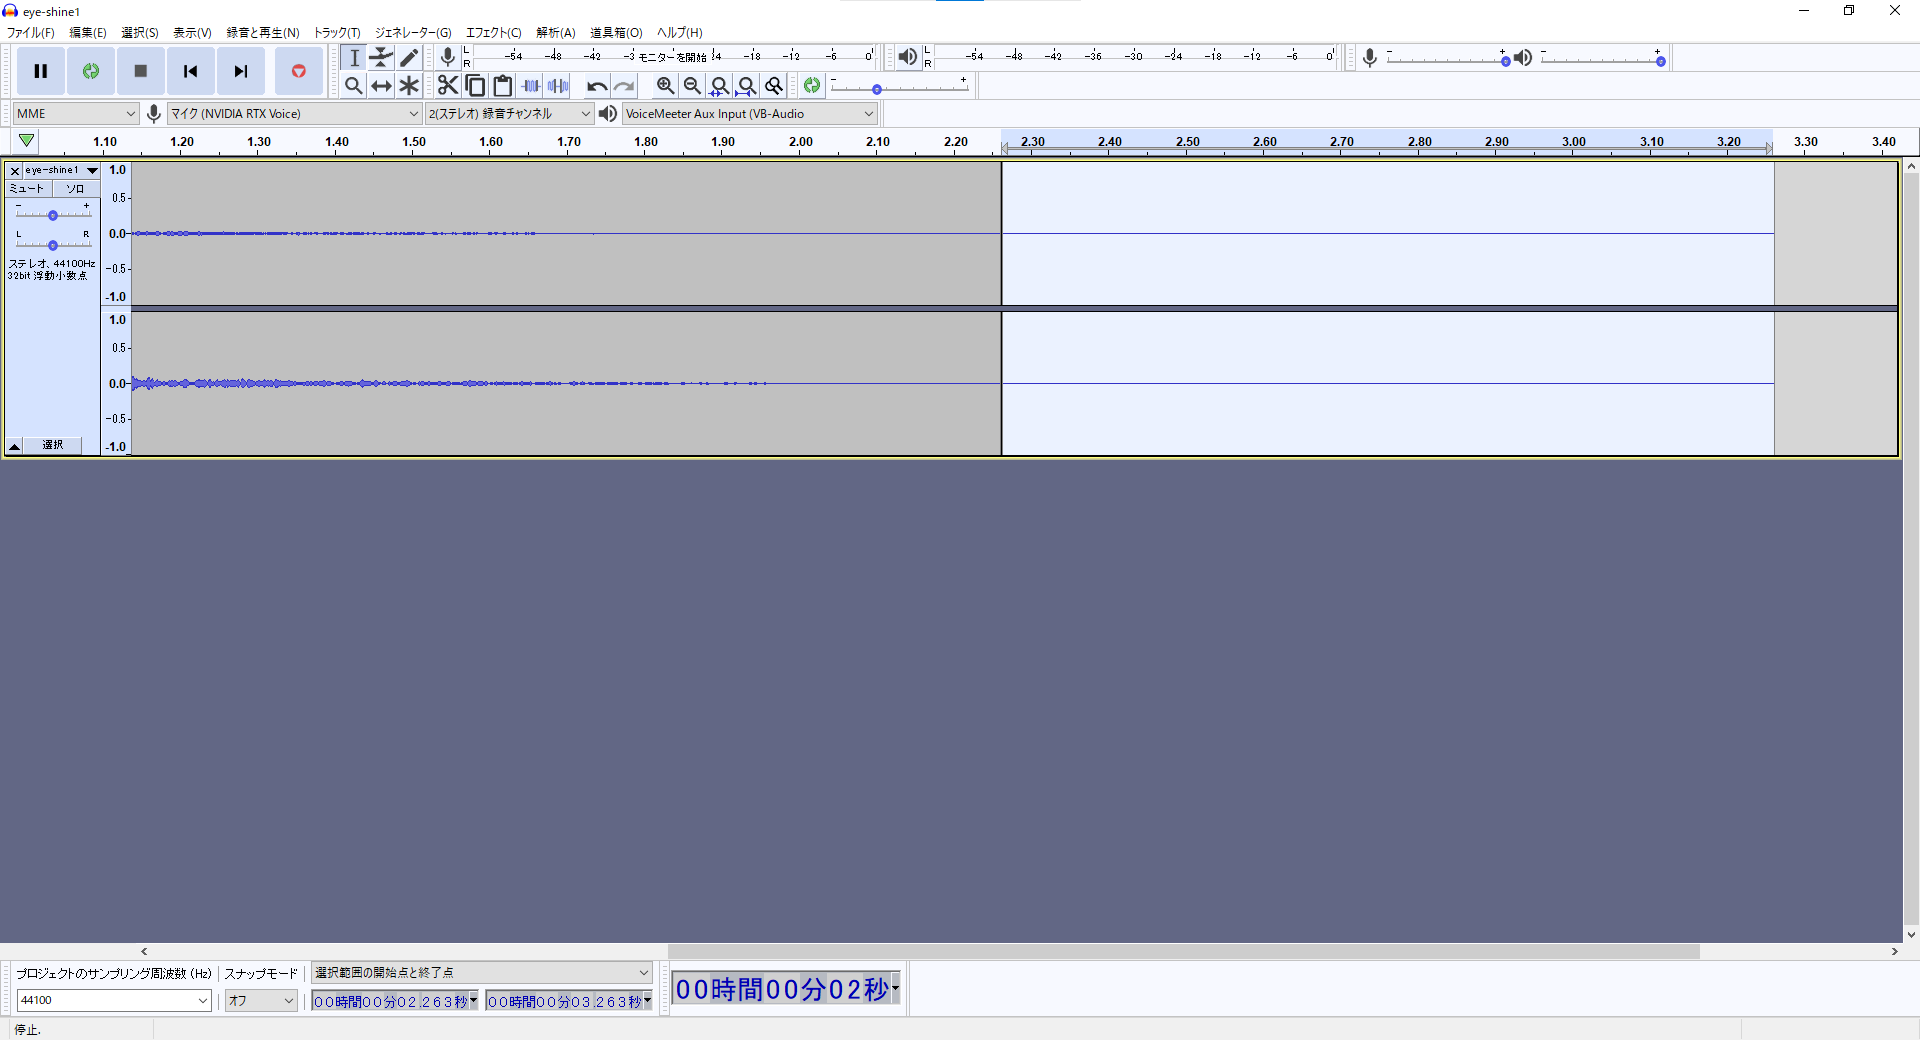 eye-shine1
ファイル(F) 編集(E) 選択(S) 表示(V) 録音と再生(N) トラック(T) ジェネレーター(G) エフェクト(C) 解析(A) 道具箱(O) ヘルプ(H)
L R -54 -48 -42 -3 モニターを開始 !4 -18 -12 -6 0
L R -54 -48 -42 -36 -30 -24 -18 -12 -6 0
- +
- +
- +
MME マイク (NVIDIA RTX Voice) 2(ステレオ) 録音チャンネル VoiceMeeter Aux Input (VB-Audio
1.10 1.20 1.30 1.40 1.50 1.60 1.70 1.80 1.90 2.00 2.10 2.20 2.30 2.40 2.50 2.60 2.70 2.80 2.90 3.00 3.10 3.20 3.30 3.40
× eye-shine1
ミュート ソロ
- +
L R
ステレオ, 44100Hz
32bit 浮動小数点
選択
1.0
0.5-
0.0-
-0.5-
-1.0
1.0
0.5-
0.0-
-0.5-
-1.0
プロジェクトのサンプリング周波数 (Hz) スナップモード 選択範囲の開始点と終了点
44100 オフ 00時間00分02.263秒 00時間00分03.263秒
00時間00分02秒
停止.